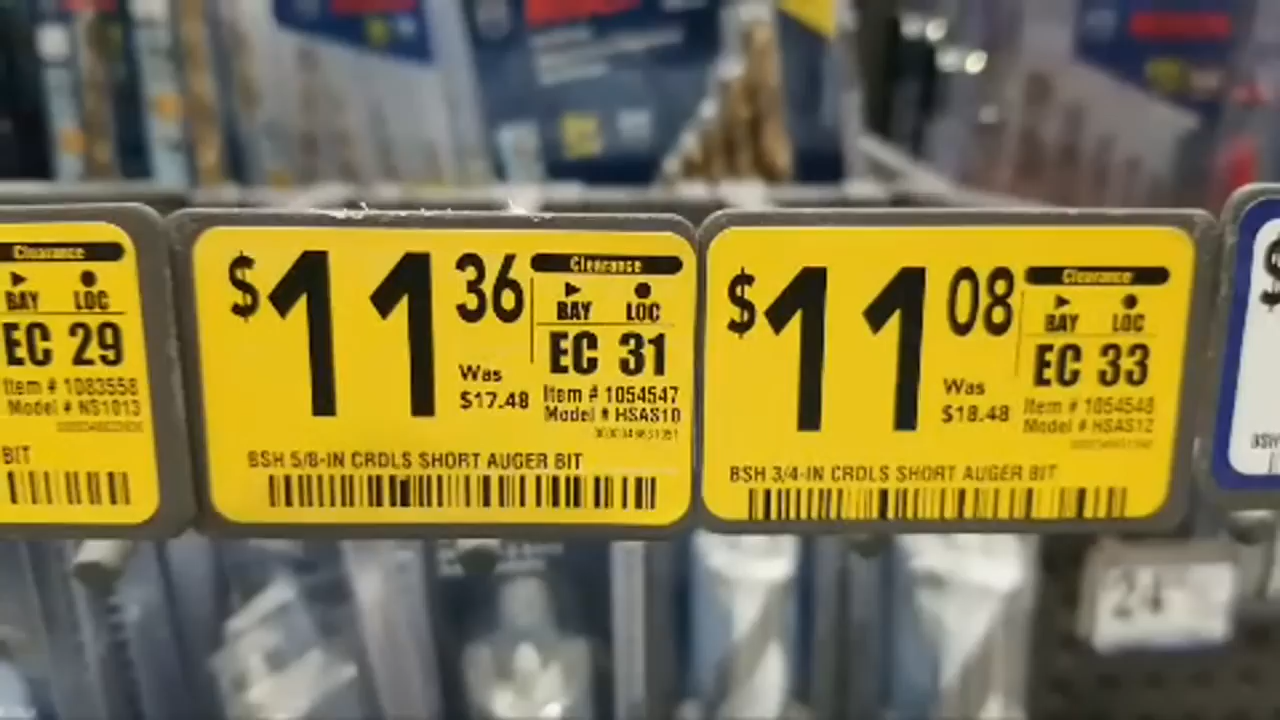 Clearance
BAY LOC
EC 29
Item # 1083558
Model # NS1013
BIT
$11 36
Clearance
BAY LOC
EC 31
Was
$17.48
Item # 1054547
Model # HSAS10
BSH 5/8-IN CRDLS SHORT AUGER BIT
$11 08
Clearance
BAY LOC
EC 33
Was
$18.48
Item # 1054548
Model # HSAS12
BSH 3/4-IN CRDLS SHORT AUGER BIT
$
BSH
24